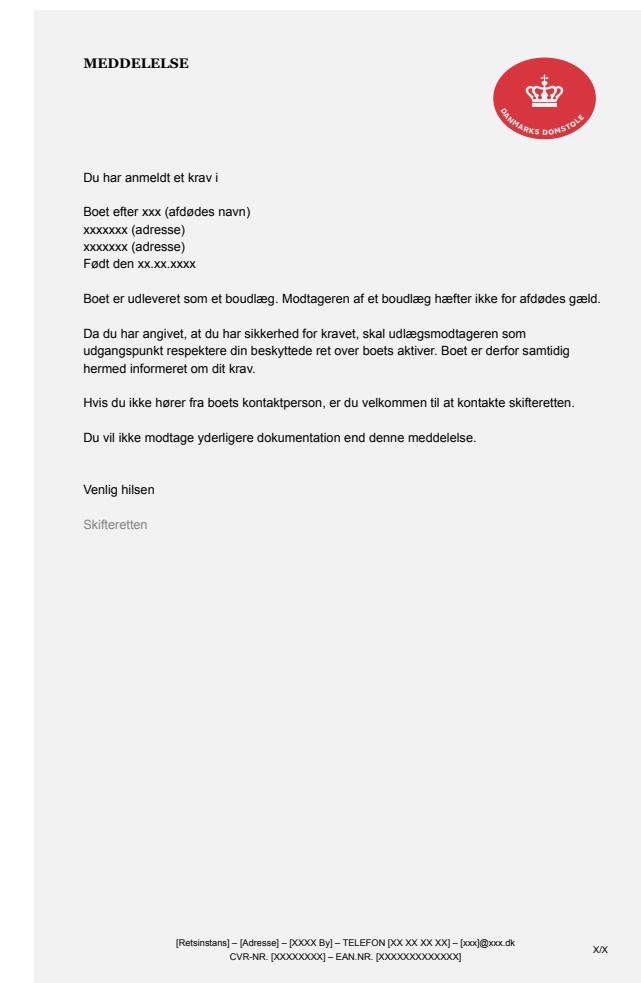 MEDDELELSE
DANMARKS DOMSTOLE
Du har anmeldt et krav i
Boet efter xxx (afdødes navn)
xxxxxxx (adresse)
xxxxxxx (adresse)
Født den xx.xx.xxxx
Boet er udleveret som et boudlæg. Modtageren af et boudlæg hæfter ikke for afdødes gæld.
Da du har angivet, at du har sikkerhed for kravet, skal udlægsmodtageren som
udgangspunkt respektere din beskyttede ret over boets aktiver. Boet er derfor samtidig
hermed informeret om dit krav.
Hvis du ikke hører fra boets kontaktperson, er du velkommen til at kontakte skifteretten.
Du vil ikke modtage yderligere dokumentation end denne meddelelse.
Venlig hilsen
Skifteretten
[Retsinstans] – [Adresse] – [XXXX By] – TELEFON [XX XX XX XX] – [xxx]@xxx.dk
CVR-NR. [XXXXXXXX] – EAN.NR. [XXXXXXXXXXXXX]
X/X